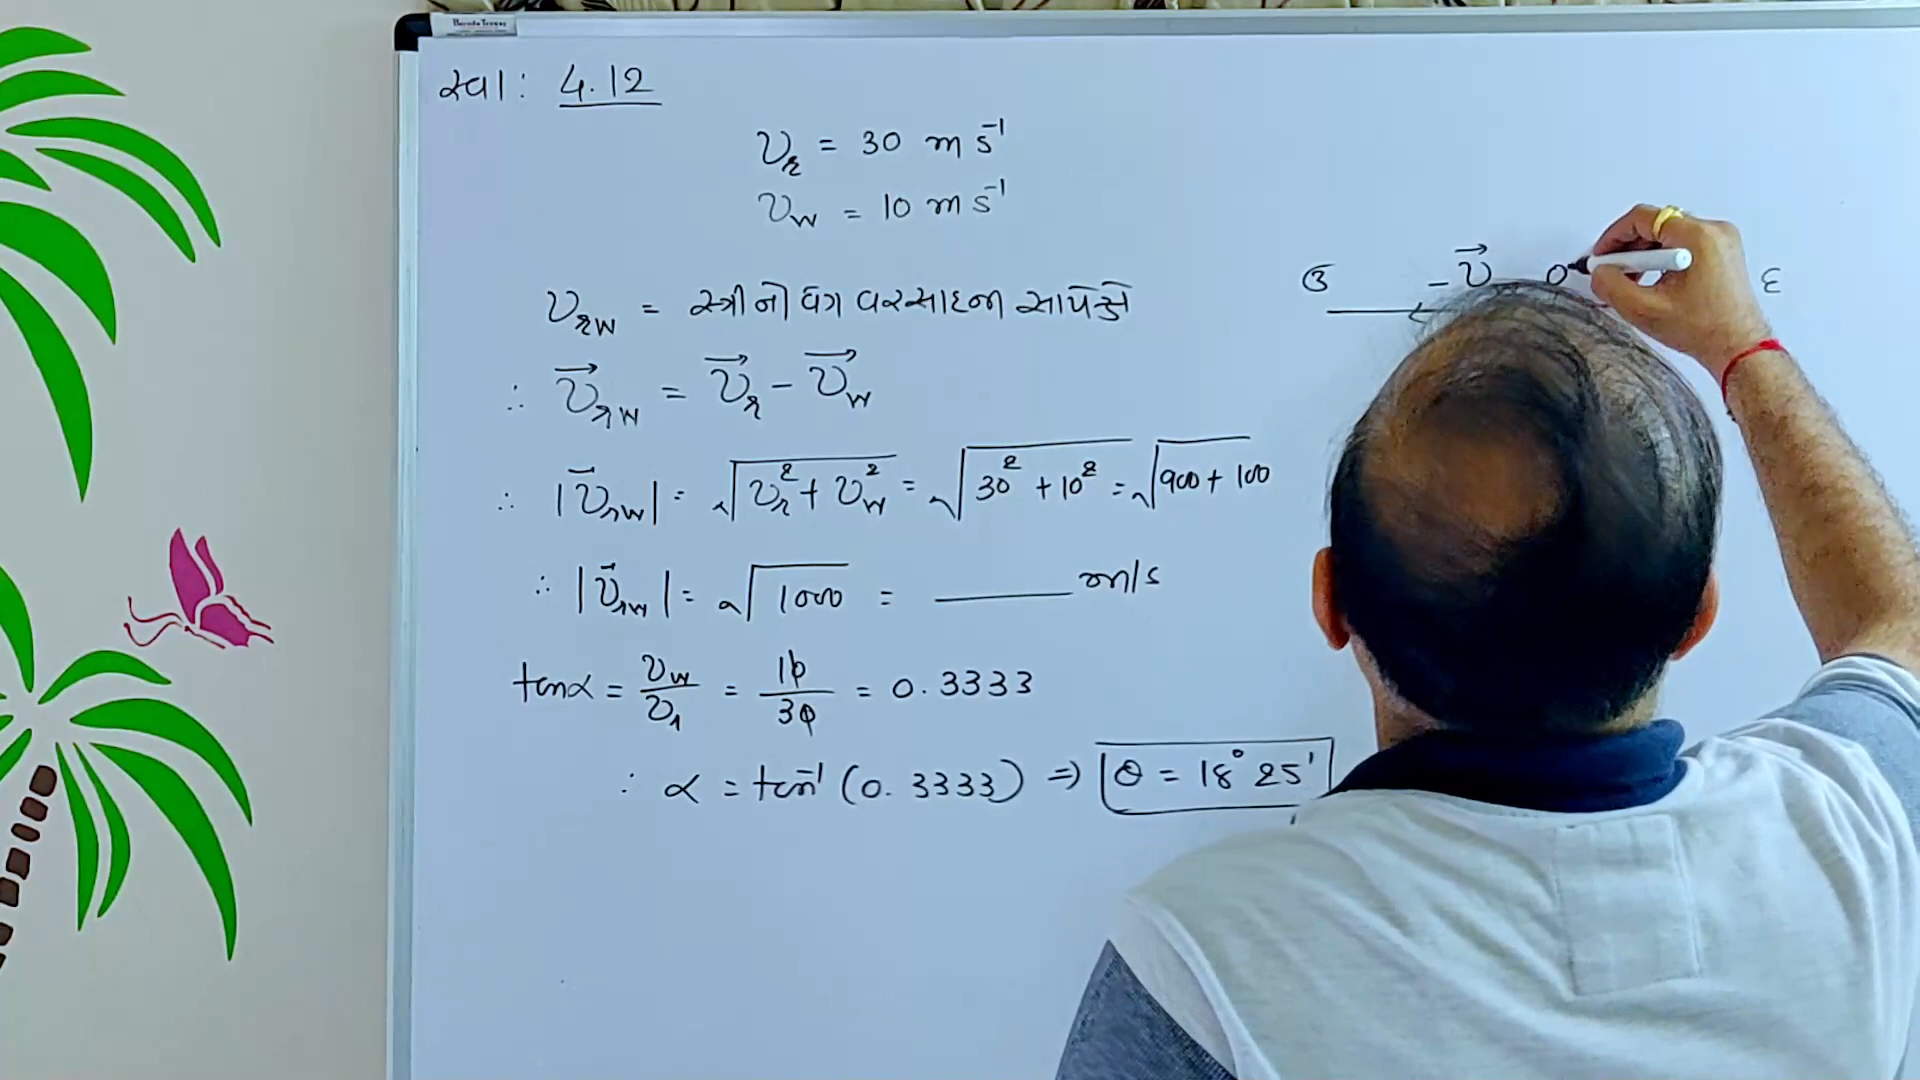 સ્વા: 4.12
v_r = 30 m s⁻¹
v_w = 10 m s⁻¹
v_rw = સ્ત્રીનો વેગ વરસાદના સાપેક્ષે
∴ v⃗_rw = v⃗_r - v⃗_w
∴ |v⃗_rw| = √(v_r² + v_w²) = √(30² + 10²) = √(900 + 100)
∴ |v⃗_rw| = √1000 = ______ m/s
tanα = v_w/v_r = 10/30 = 0.3333
∴ α = tan⁻¹ (0.3333) ⇒ θ = 18° 25'
ઉ - v⃗ 0 દ